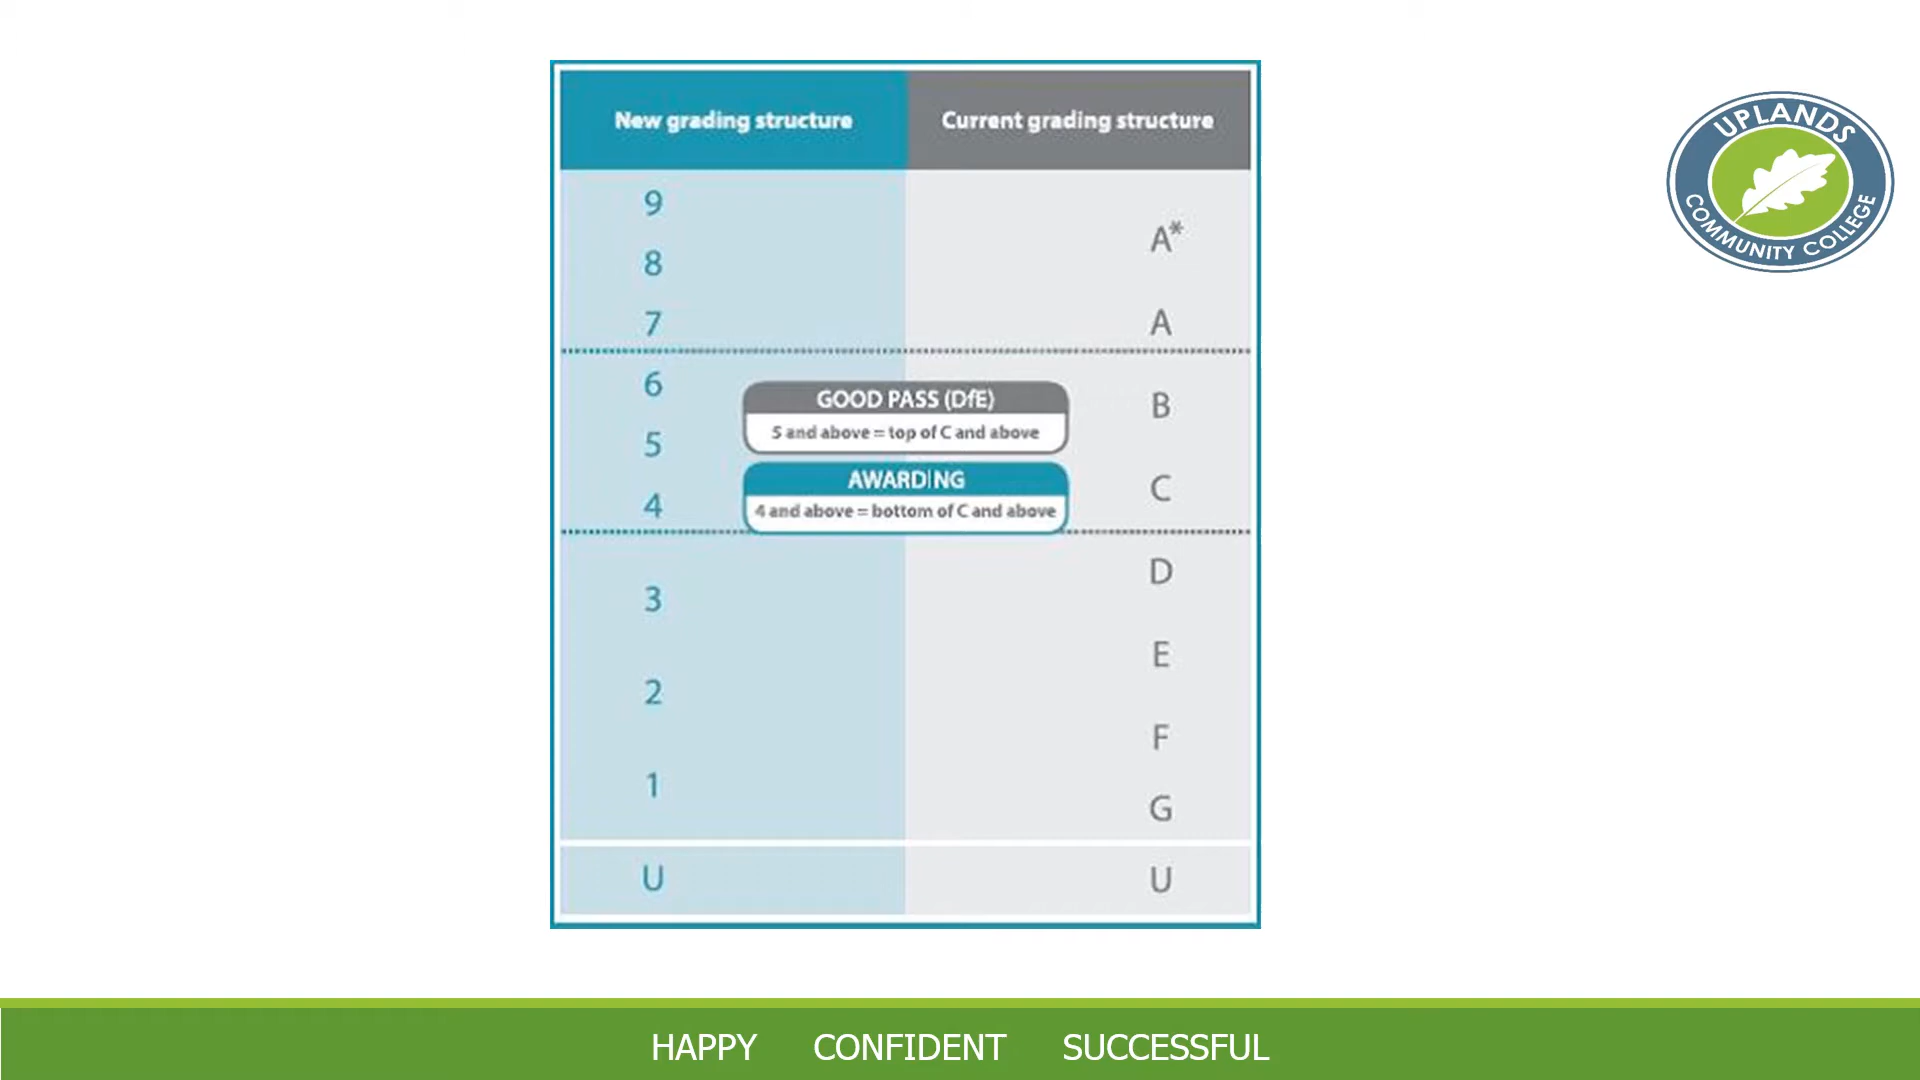 New grading structure Current grading structure
UPLANDS
COMMUNITY COLLEGE
9
A*
8
7 A
6
GOOD PASS (DfE)
B
5 and above = top of C and above
5
AWARDING
C
4
4 and above = bottom of C and above
D
3
E
2
F
1
G
U U
HAPPY CONFIDENT SUCCESSFUL